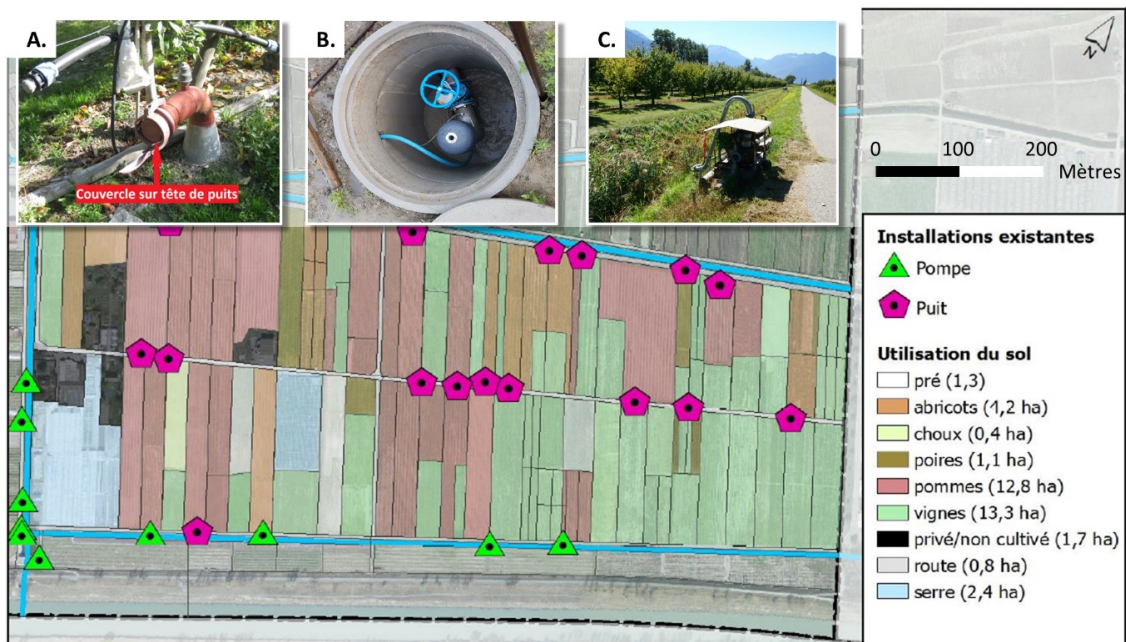 A.
B.
C.
Couvercle sur tête de puits
N
0 100 200
Mètres
Installations existantes
Pompe
Puit
Utilisation du sol
pré (1,3)
abricots (4,2 ha)
choux (0,4 ha)
poires (1,1 ha)
pommes (12,8 ha)
vignes (13,3 ha)
privé/non cultivé (1,7 ha)
route (0,8 ha)
serre (2,4 ha)